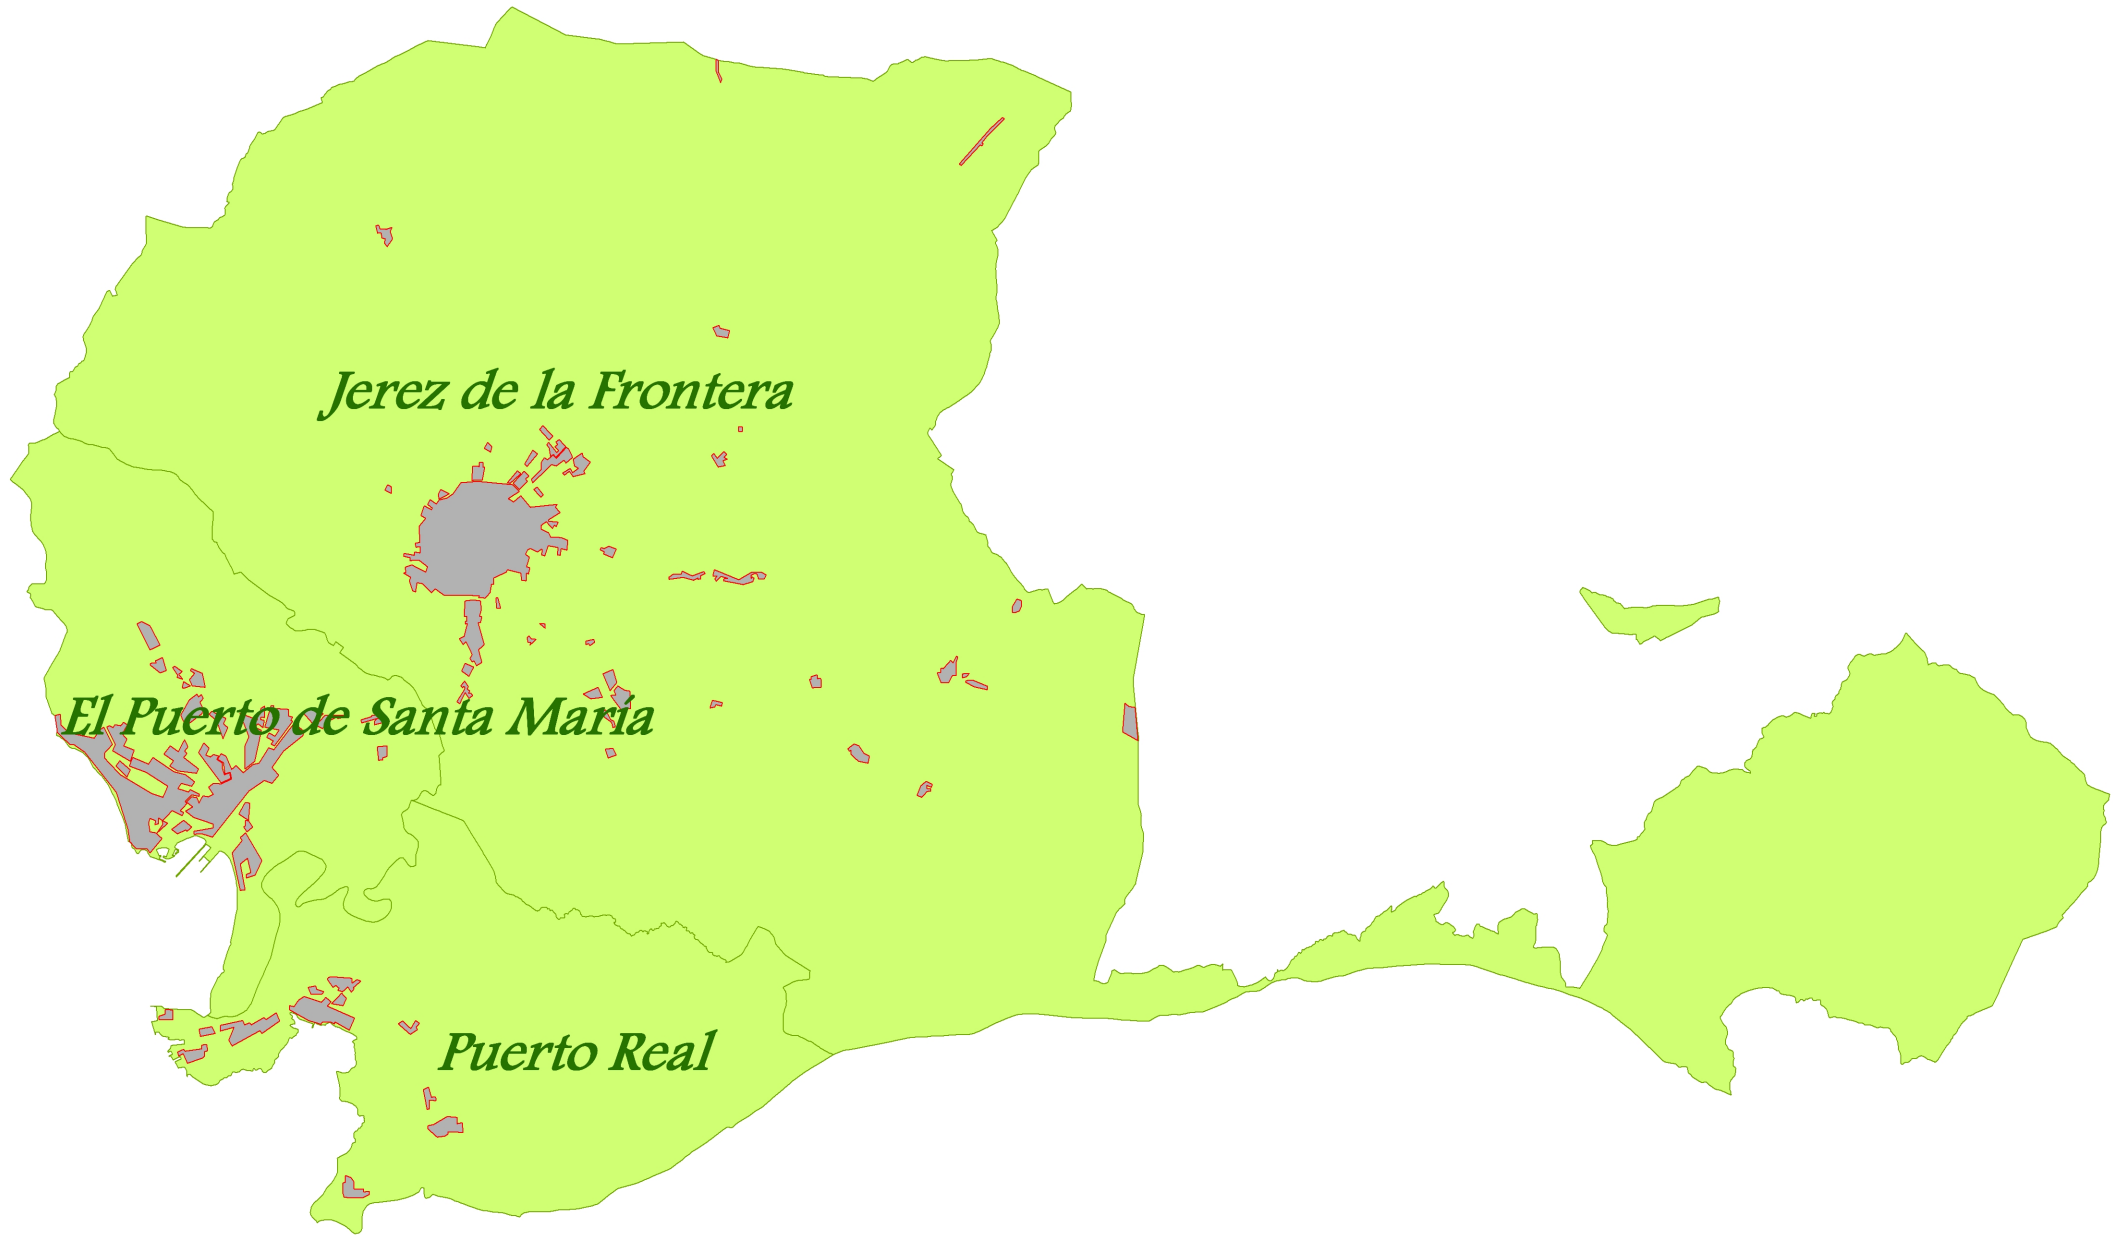 Jerez de la Frontera
El Puerto de Santa María
Puerto Real